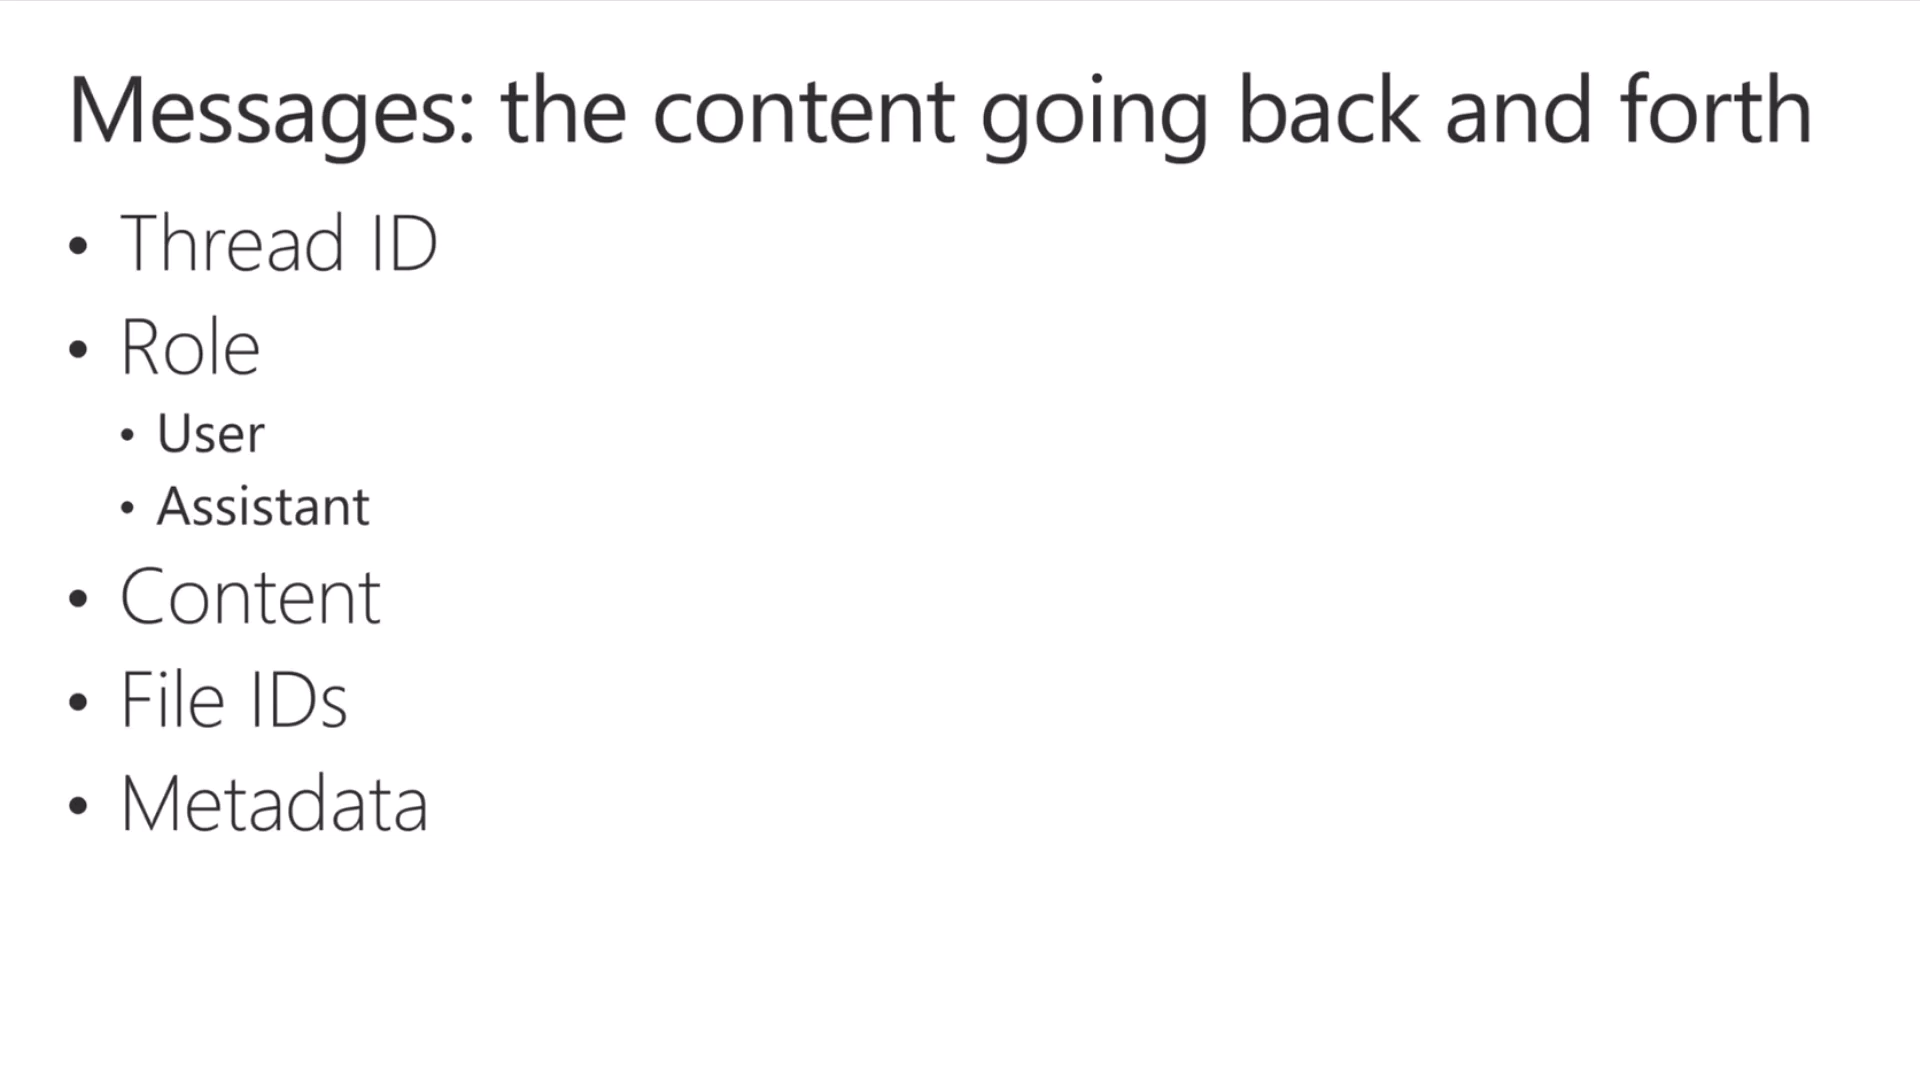 Messages: the content going back and forth
• Thread ID
• Role
• User
• Assistant
• Content
• File IDs
• Metadata